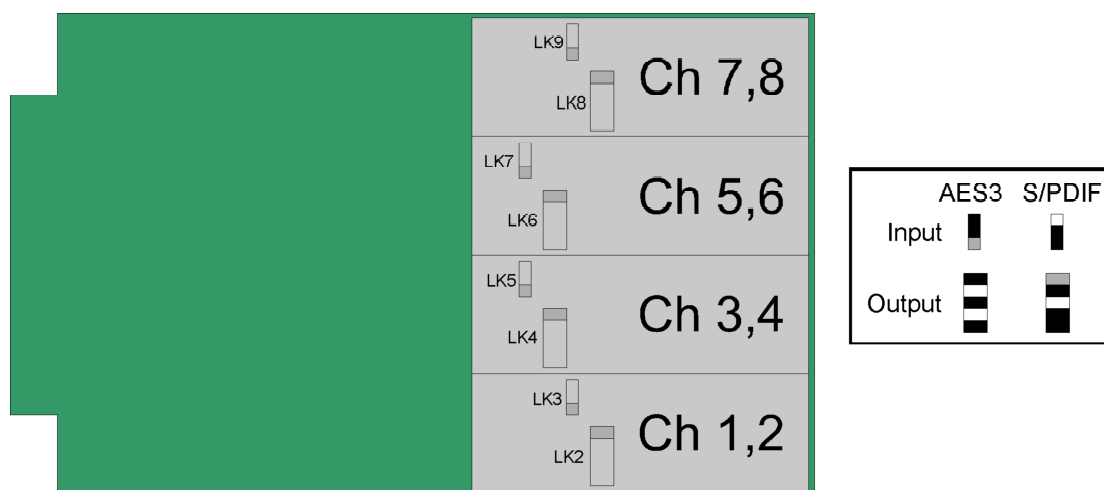 LK9
Ch 7,8
LK8
LK7
Ch 5,6
LK6
LK5
Ch 3,4
LK4
LK3
Ch 1,2
LK2
AES3 S/PDIF
Input
Output